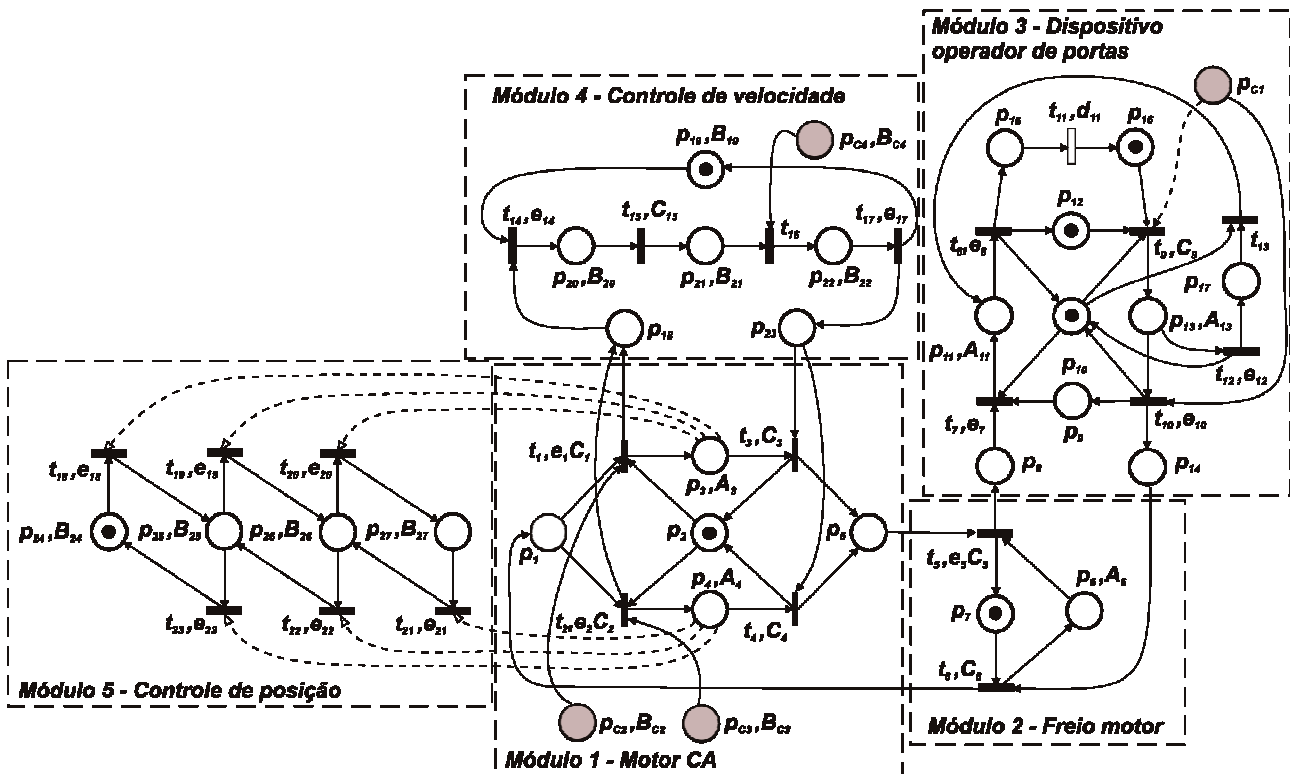 Módulo 3 - Dispositivo
operador de portas
pC1
p15
t11,d11
p16
p12
t8,e8
t9,C9
t13
p17
p11,A11
p13,A13
p10
t12,e12
t7,e7
p9
t10,e10
p8
p14
Módulo 4 - Controle de velocidade
p19,B19
pC4,BC4
t14,e14
t15,C15
t16
t17,e17
p20,B20
p21,B21
p22,B22
p18
p23
t18,e18
t19,e19
t20,e20
p24,B24
p25,B25
p26,B26
p27,B27
t23,e23
t22,e22
t21,e21
Módulo 5 - Controle de posição
t1,e1C1
p3,A3
t3,C3
p1
p2
p5
p4,A4
t2,e2C2
t4,C4
pC2,BC2
pC3,BC3
Módulo 1 - Motor CA
t5,e5C5
p6,A6
p7
t6,C6
Módulo 2 - Freio motor